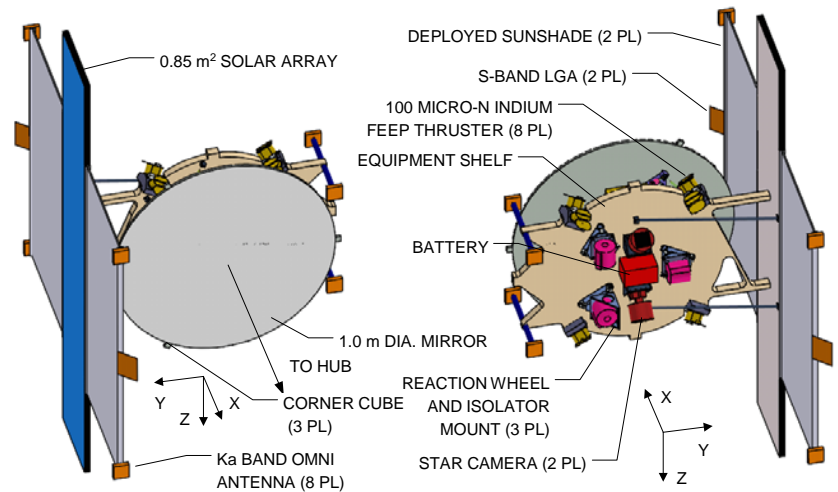 0.85 m² SOLAR ARRAY
1.0 m DIA. MIRROR
TO HUB
CORNER CUBE
(3 PL)
Ka BAND OMNI
ANTENNA (8 PL)
Y
Z
X
DEPLOYED SUNSHADE (2 PL)
S-BAND LGA (2 PL)
100 MICRO-N INDIUM
FEEP THRUSTER (8 PL)
EQUIPMENT SHELF
BATTERY
REACTION WHEEL
AND ISOLATOR
MOUNT (3 PL)
STAR CAMERA (2 PL)
X
Y
Z